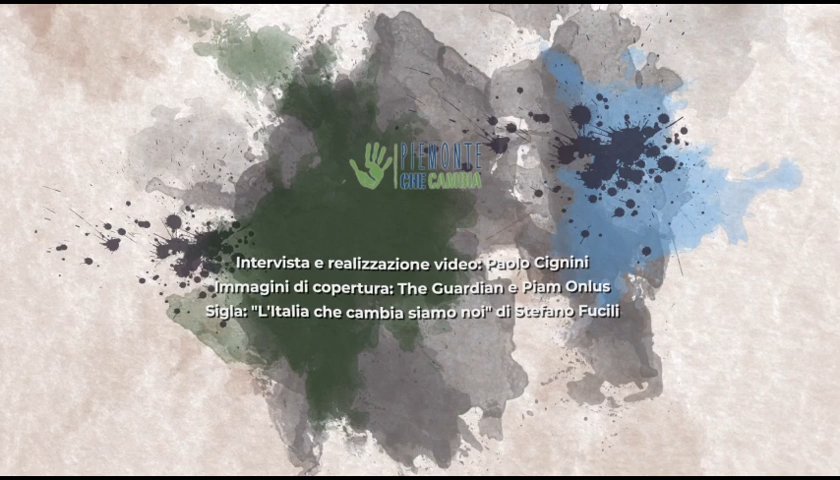 PIEMONTE
CHE CAMBIA
Intervista e realizzazione video: Paolo Cignini
Immagini di copertura: The Guardian e Piam Onlus
Sigla: "L'Italia che cambia siamo noi" di Stefano Fucili